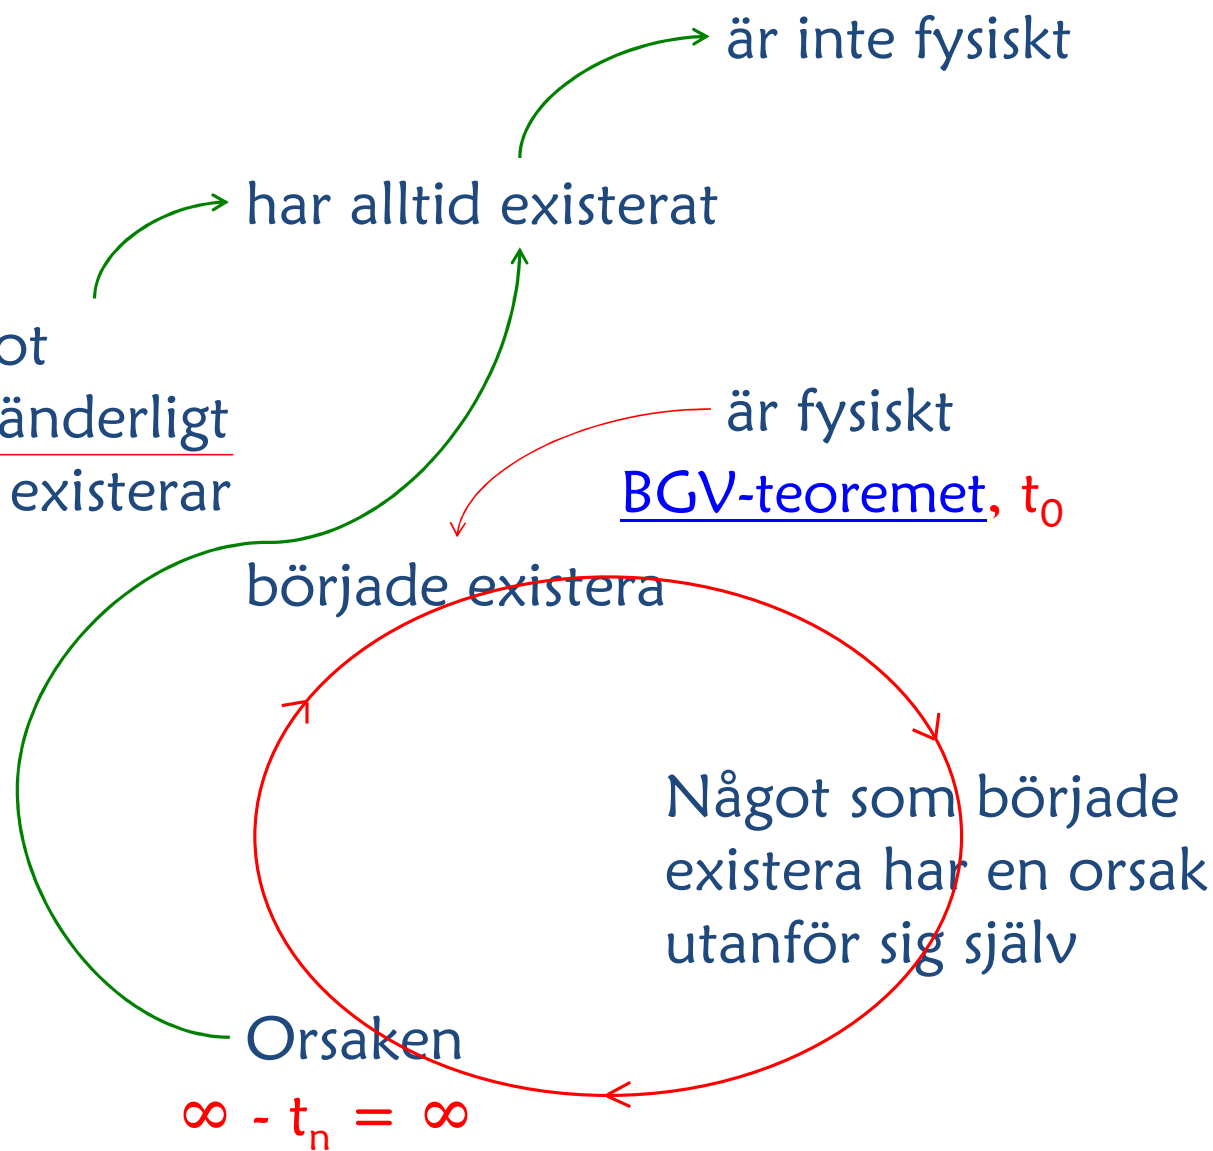 är inte fysiskt
har alltid existerat
ot
änderligt
existerar
är fysiskt
BGV-teoremet, t₀
började existera
Något som började
existera har en orsak
utanför sig själv
Orsaken
∞ - tₙ = ∞